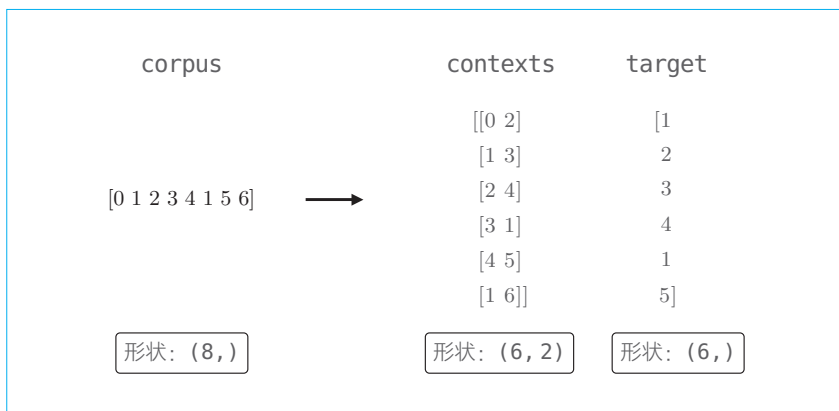 corpus contexts target
[[0 2] [1
[1 3] 2
[0 1 2 3 4 1 5 6] [2 4] 3
[3 1] 4
[4 5] 1
[1 6]] 5]
形状：(8,) 形状：(6, 2) 形状：(6,)